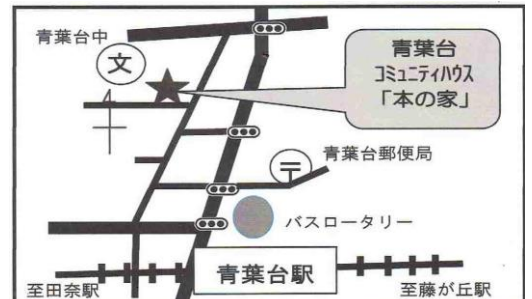 青葉台中
文
青葉台
コミュニティハウス
「本の家」
青葉台郵便局
〒
バスロータリー
青葉台駅
至田奈駅
至藤が丘駅